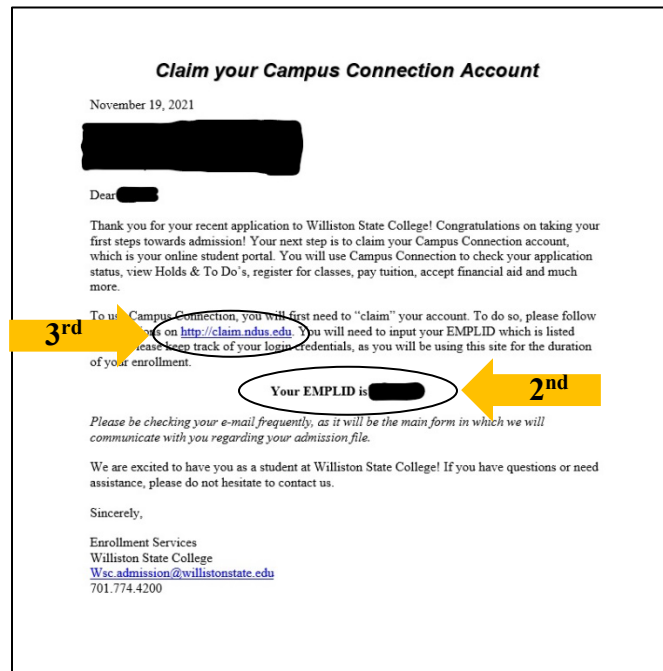 Claim your Campus Connection Account
November 19, 2021
Dear
Thank you for your recent application to Williston State College! Congratulations on taking your
first steps towards admission! Your next step is to claim your Campus Connection account,
which is your online student portal. You will use Campus Connection to check your application
status, view Holds & To Do's, register for classes, pay tuition, accept financial aid and much
more.
To use Campus Connection, you will first need to "claim" your account. To do so, please follow
3rd
on http://claim.ndus.edu. You will need to input your EMPLID which is listed
please keep track of your login credentials, as you will be using this site for the duration
of your enrollment.
Your EMPLID is
2nd
Please be checking your e-mail frequently, as it will be the main form in which we will
communicate with you regarding your admission file.
We are excited to have you as a student at Williston State College! If you have questions or need
assistance, please do not hesitate to contact us.
Sincerely,
Enrollment Services
Williston State College
Wsc.admission@willistonstate.edu
701.774.4200